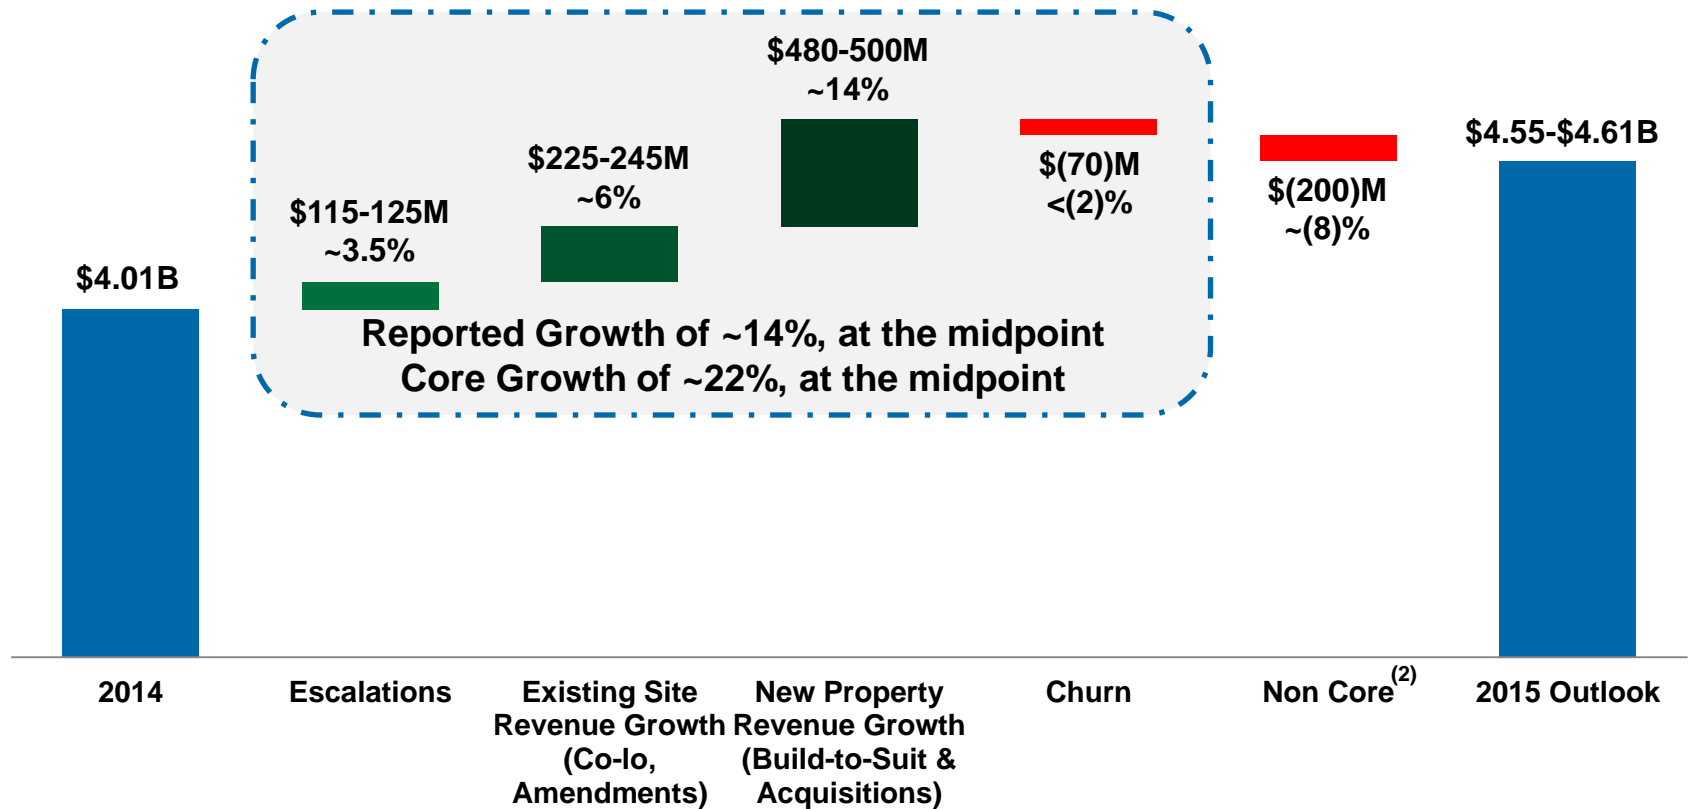 $480-500M
~14%
$4.55-$4.61B
$225-245M
~6%
$(70)M
<(2)%
$(200)M
~(8)%
$115-125M
~3.5%
$4.01B
Reported Growth of ~14%, at the midpoint
Core Growth of ~22%, at the midpoint
2014
Escalations
Existing Site
Revenue Growth
(Co-lo,
Amendments)
New Property
Revenue Growth
(Build-to-Suit &
Acquisitions)
Churn
Non Core(2)
2015 Outlook